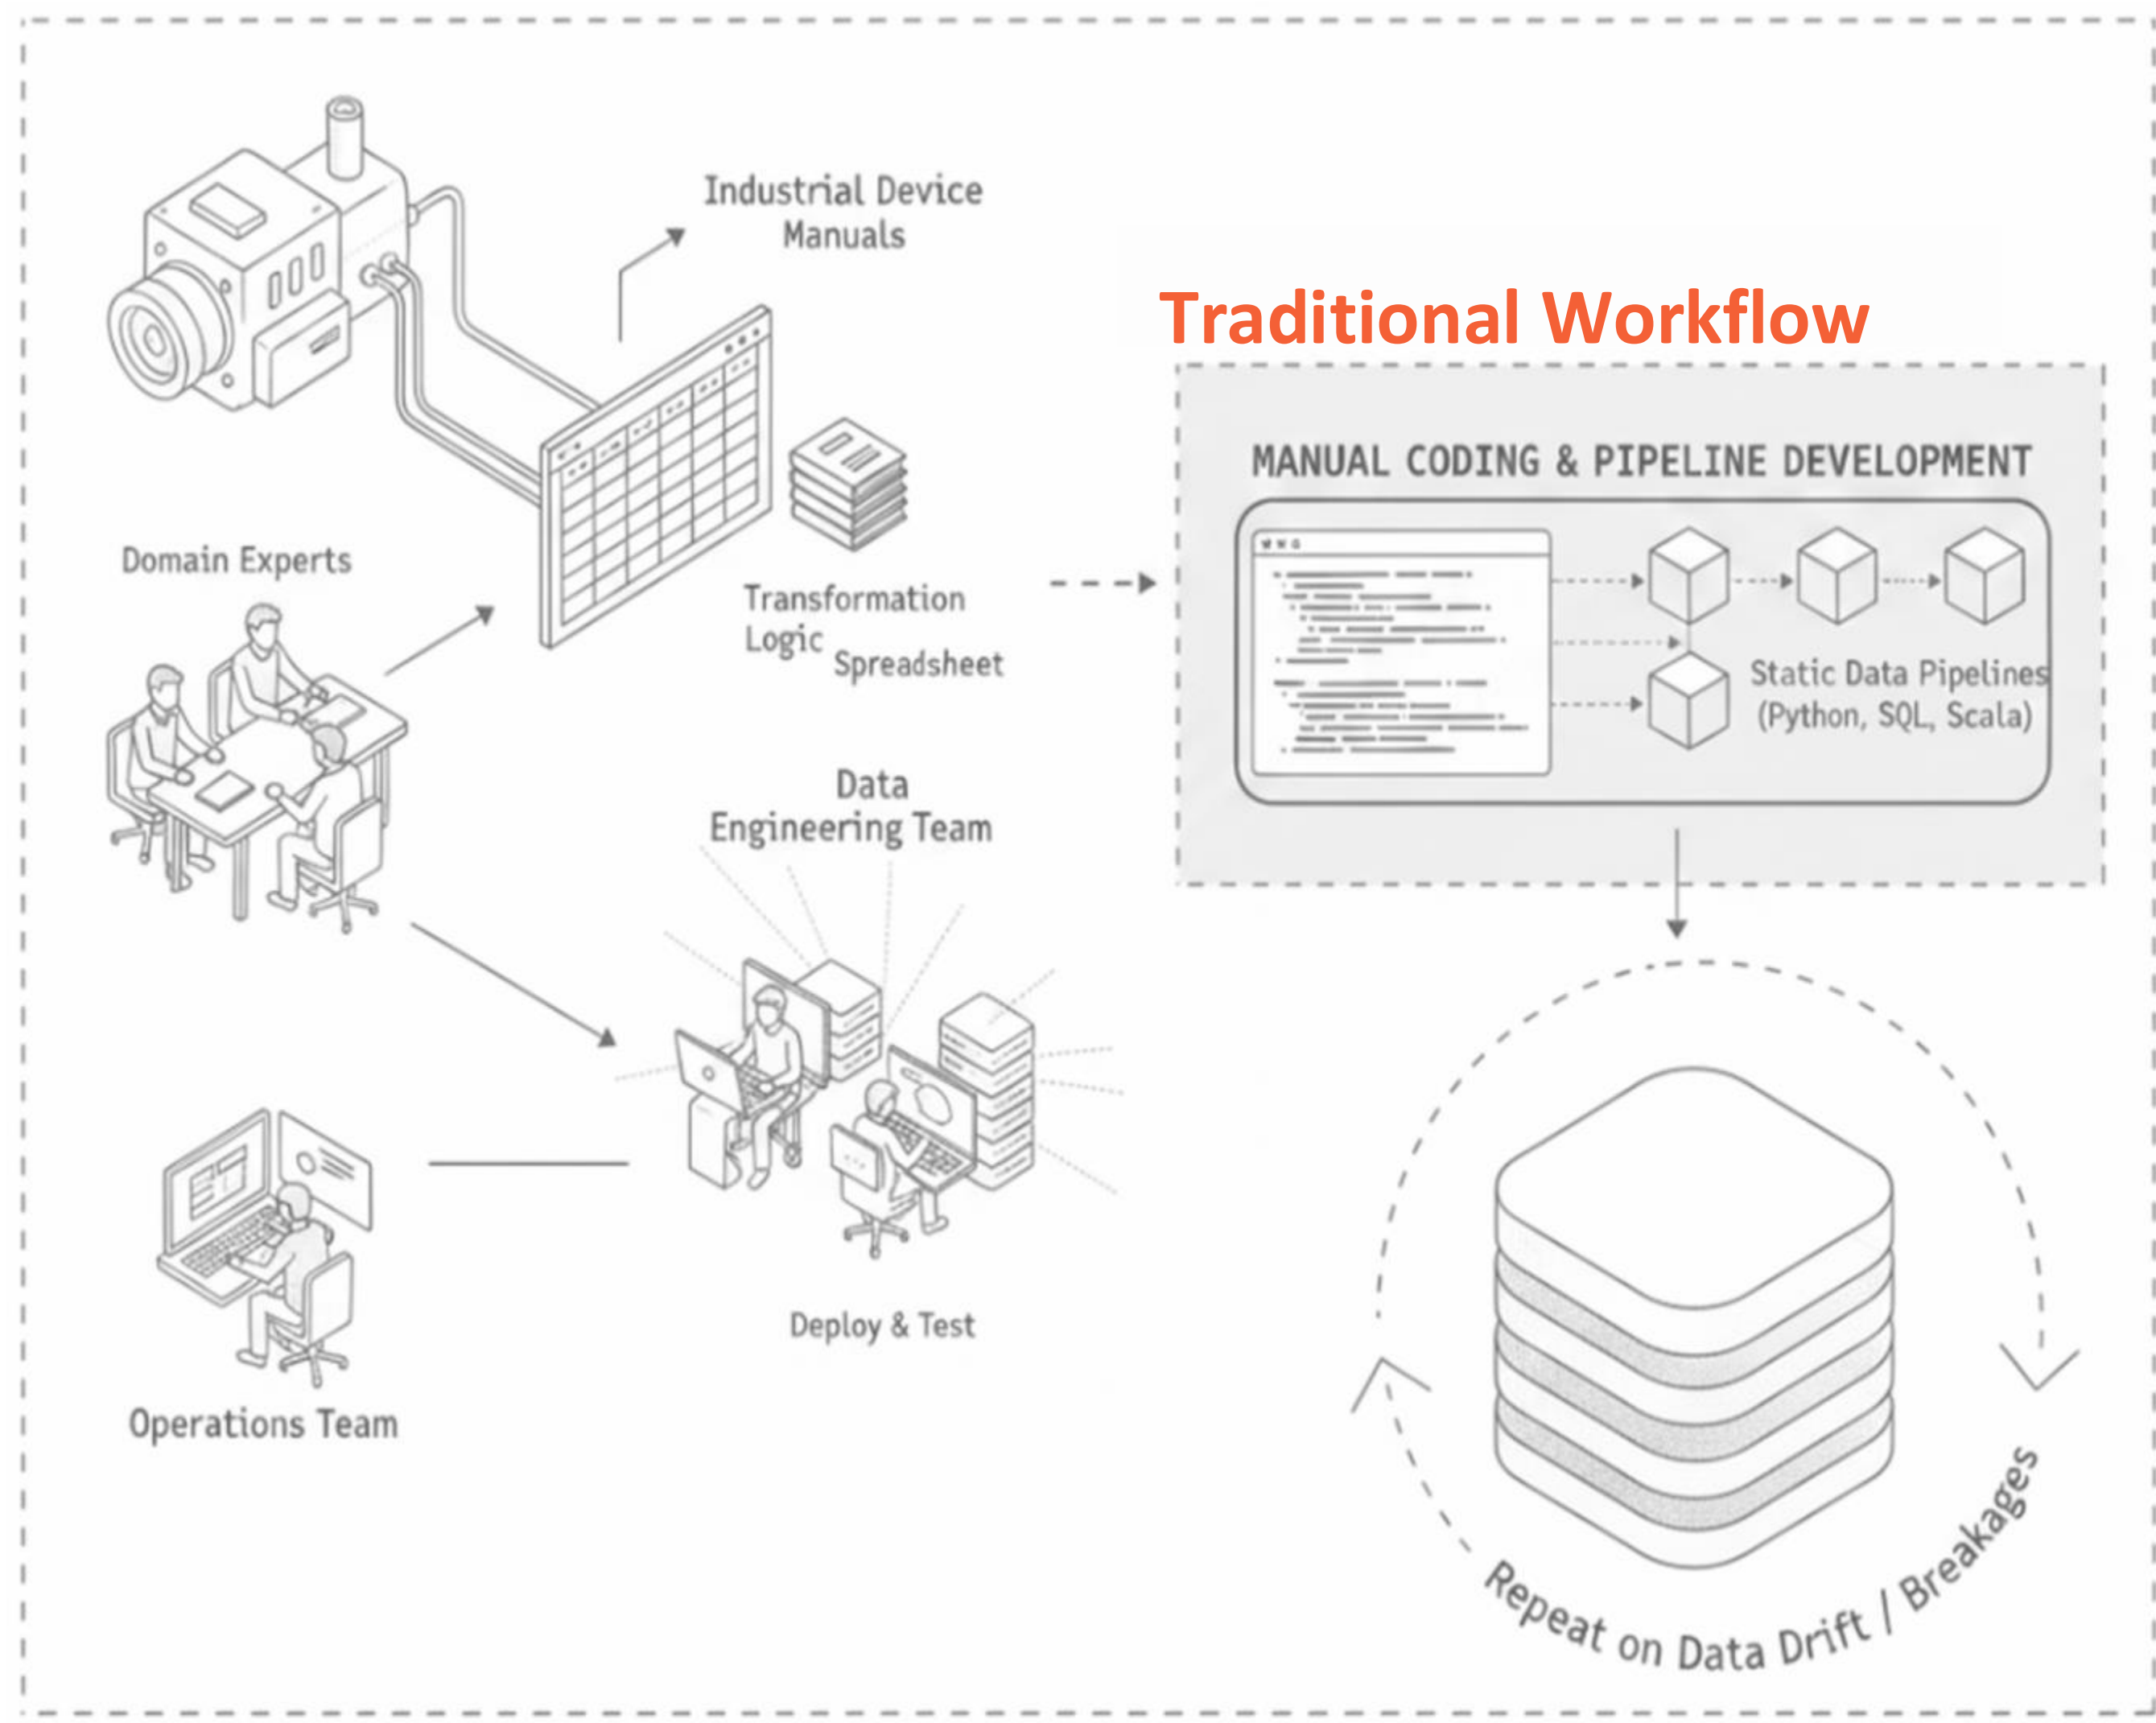 Industrial Device
Manuals
Traditional Workflow
MANUAL CODING & PIPELINE DEVELOPMENT
Domain Experts
Transformation
Logic
Spreadsheet
Static Data Pipelines
(Python, SQL, Scala)
Data
Engineering Team
Deploy & Test
Operations Team
Repeat on Data Drift / Breakages